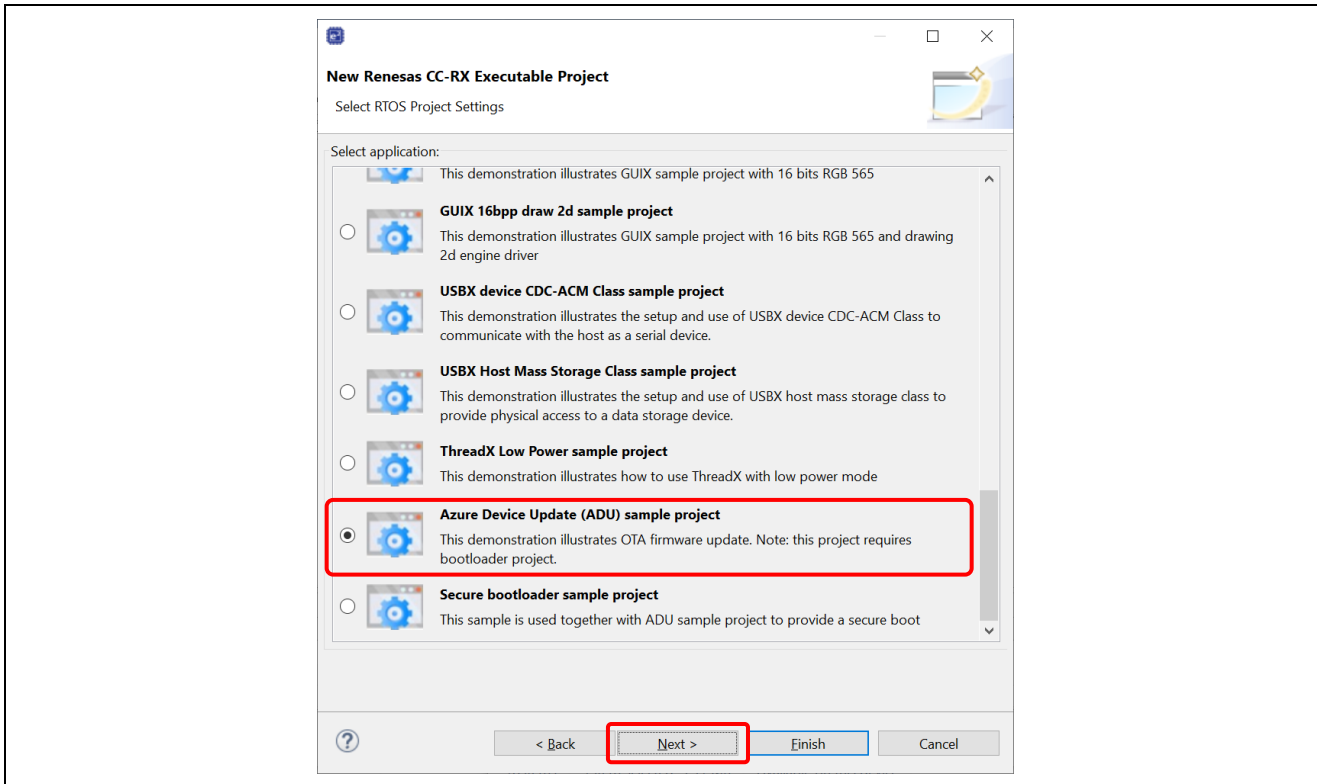 New Renesas CC-RX Executable Project
Select RTOS Project Settings
Select application:
This demonstration illustrates GUIX sample project with 16 bits RGB 565
GUIX 16bpp draw 2d sample project
This demonstration illustrates GUIX sample project with 16 bits RGB 565 and drawing
2d engine driver
USBX device CDC-ACM Class sample project
This demonstration illustrates the setup and use of USBX device CDC-ACM Class to
communicate with the host as a serial device.
USBX Host Mass Storage Class sample project
This demonstration illustrates the setup and use of USBX host mass storage class to
provide physical access to a data storage device.
ThreadX Low Power sample project
This demonstration illustrates how to use ThreadX with low power mode
Azure Device Update (ADU) sample project
This demonstration illustrates OTA firmware update. Note: this project requires
bootloader project.
Secure bootloader sample project
This sample is used together with ADU sample project to provide a secure boot
? < Back Next > Finish Cancel